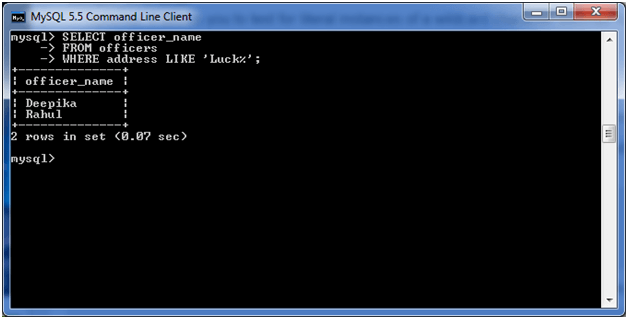 MySQL 5.5 Command Line Client
mysql> SELECT officer_name
    -> FROM officers
    -> WHERE address LIKE 'Luck%';
+--------------+
| officer_name |
+--------------+
| Deepika      |
| Rahul        |
+--------------+
2 rows in set (0.07 sec)

mysql>